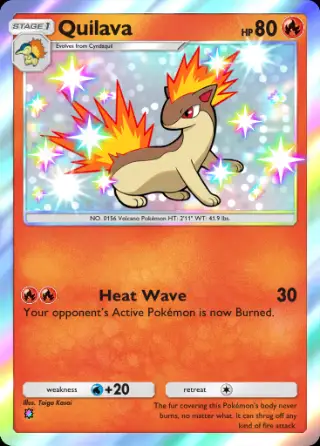 STAGE 1
Quilava
HP 80
Evolves from Cyndaquil
NO. 0156 Volcano Pokémon HT: 2'11" WT: 41.9 lbs.
Heat Wave 30
Your opponent's Active Pokémon is now Burned.
weakness +20 retreat
Illus. Taiga Kasai
The fur covering this Pokémon's body never
burns, no matter what. It can shrug off any
kind of fire attack.